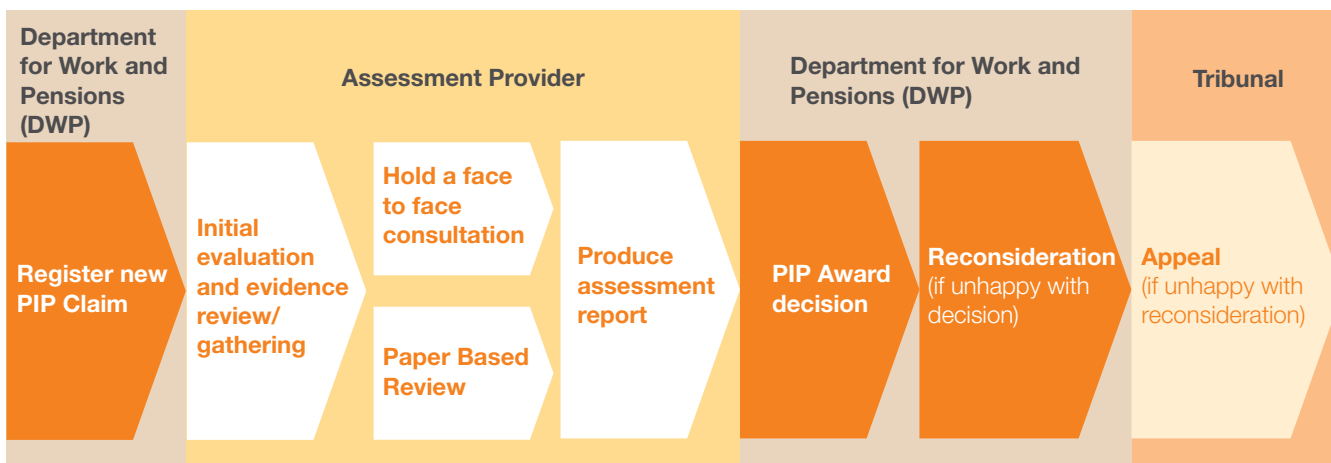 Department
for Work and
Pensions
(DWP)
Assessment Provider
Department for Work and
Pensions (DWP)
Tribunal
Register new
PIP Claim
Initial
evaluation
and evidence
review/
gathering
Hold a face
to face
consultation
Paper Based
Review
Produce
assessment
report
PIP Award
decision
Reconsideration
(if unhappy with
decision)
Appeal
(if unhappy with
reconsideration)